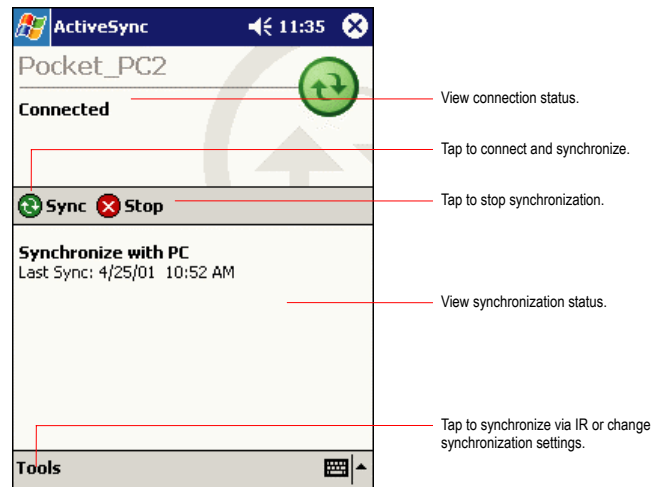 ActiveSync 11:35
Pocket_PC2
Connected
View connection status.
Tap to connect and synchronize.
Sync Stop
Tap to stop synchronization.
Synchronize with PC
Last Sync: 4/25/01 10:52 AM
View synchronization status.
Tap to synchronize via IR or change
synchronization settings.
Tools